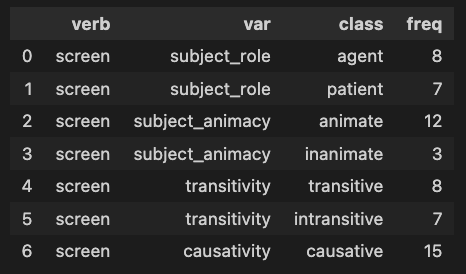 verb var class freq
0 screen subject_role agent 8
1 screen subject_role patient 7
2 screen subject_animacy animate 12
3 screen subject_animacy inanimate 3
4 screen transitivity transitive 8
5 screen transitivity intransitive 7
6 screen causativity causative 15